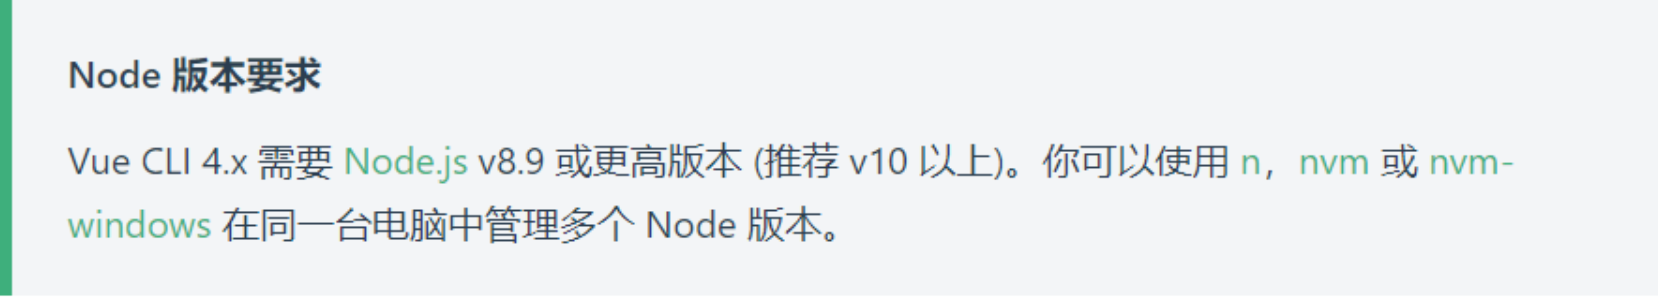 Node 版本要求
Vue CLI 4.x 需要 Node.js v8.9 或更高版本 (推荐 v10 以上)。你可以使用 n，nvm 或 nvm-
windows 在同一台电脑中管理多个 Node 版本。